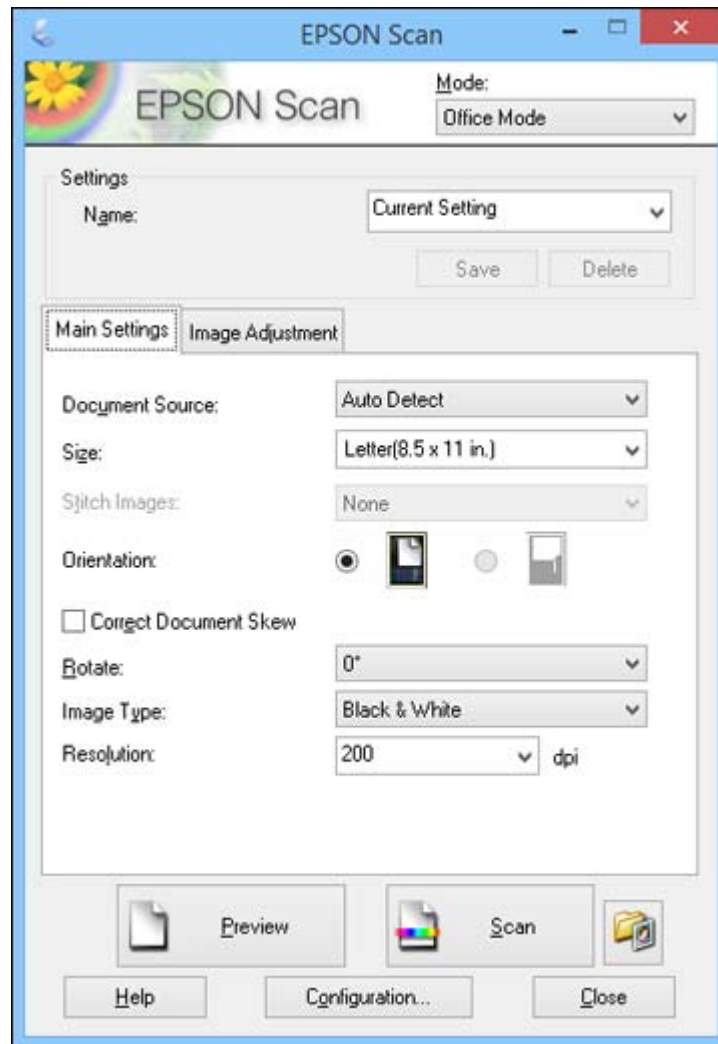 EPSON Scan
EPSON Scan
Mode:
Office Mode
Settings
Name:
Current Setting
Save Delete
Main Settings Image Adjustment
Document Source: Auto Detect
Size: Letter(8.5 x 11 in.)
Stitch Images: None
Orientation:
Correct Document Skew
Rotate: 0°
Image Type: Black & White
Resolution: 200 dpi
Preview Scan
Help Configuration... Close